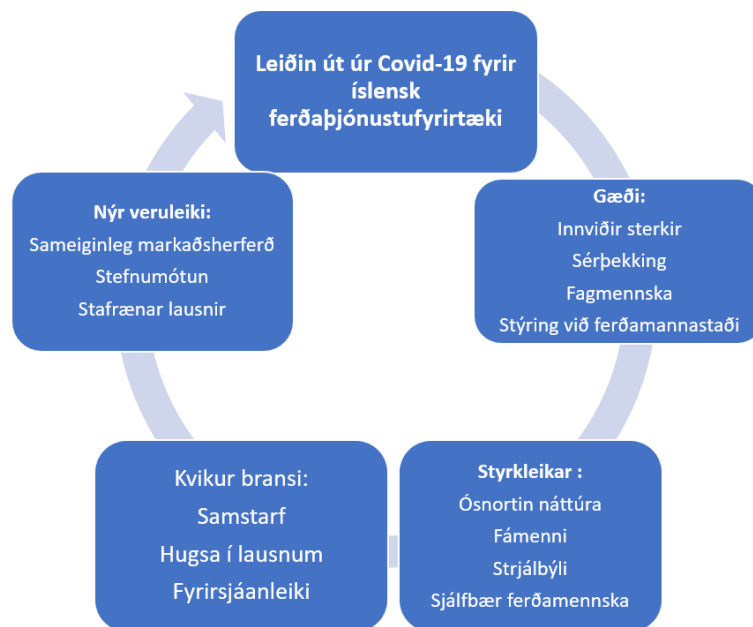 Leiðin út úr Covid-19 fyrir
íslensk
ferðaþjónustufyrirtæki
Gæði:
Innviðir sterkir
Sérþekking
Fagmennska
Stýring við ferðamannastaði
Styrkleikar :
Ósnortin náttúra
Fámenni
Strjálbýli
Sjálfbær ferðamennska
Kvikur bransi:
Samstarf
Hugsa í lausnum
Fyrirsjáanleiki
Nýr veruleiki:
Sameiginleg markaðsherferð
Stefnumótun
Stafrænar lausnir